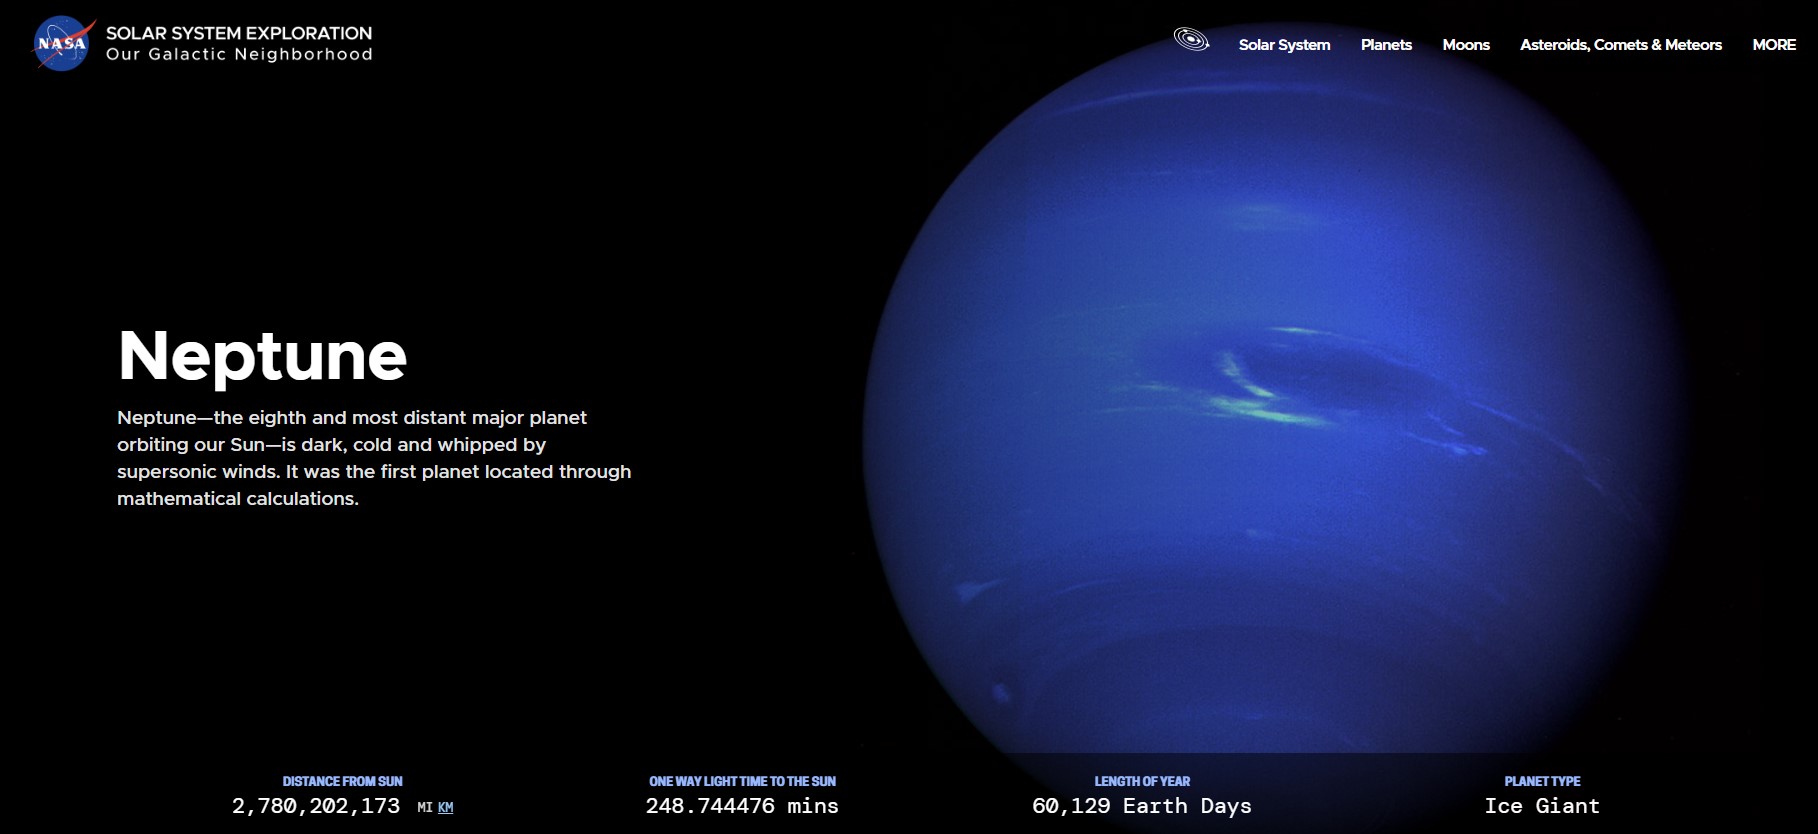 NASA
SOLAR SYSTEM EXPLORATION
Our Galactic Neighborhood
Solar System
Planets
Moons
Asteroids, Comets & Meteors
MORE
Neptune
Neptune—the eighth and most distant major planet
orbiting our Sun—is dark, cold and whipped by
supersonic winds. It was the first planet located through
mathematical calculations.
DISTANCE FROM SUN
2,780,202,173 MI KM
ONE WAY LIGHT TIME TO THE SUN
248.744476 mins
LENGTH OF YEAR
60,129 Earth Days
PLANET TYPE
Ice Giant